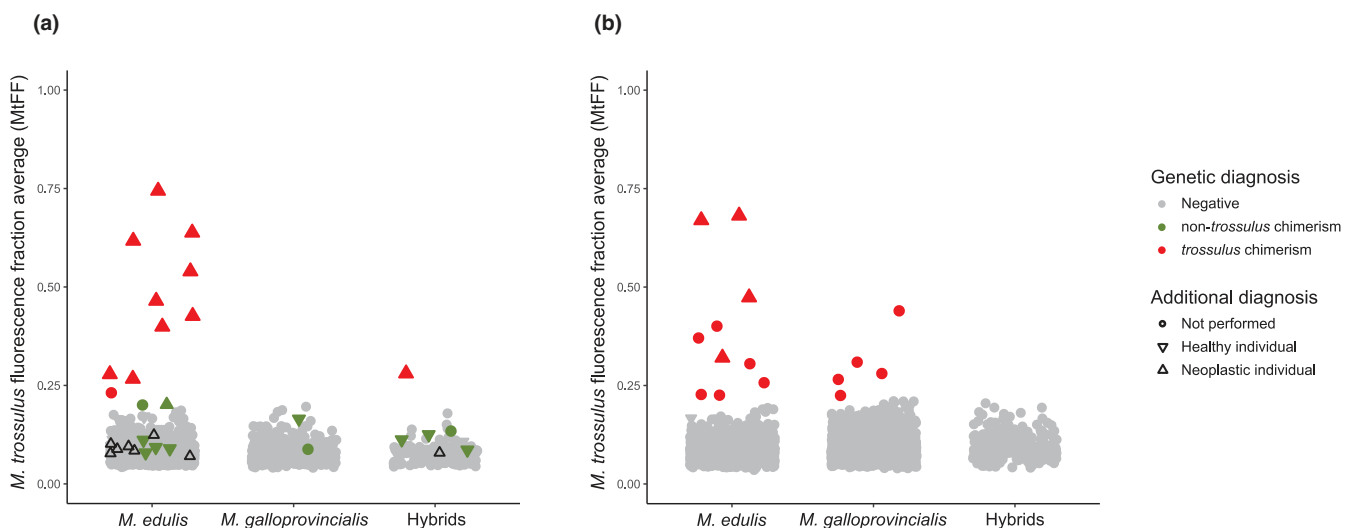 (a)
M. trossulus fluorescence fraction average (MtFF)
1.00
0.75
0.50
0.25
0.00
M. edulis
M. galloprovincialis
Hybrids
(b)
M. trossulus fluorescence fraction average (MtFF)
1.00
0.75
0.50
0.25
0.00
M. edulis
M. galloprovincialis
Hybrids
Genetic diagnosis
Negative
non-trossulus chimerism
trossulus chimerism
Additional diagnosis
Not performed
Healthy individual
Neoplastic individual